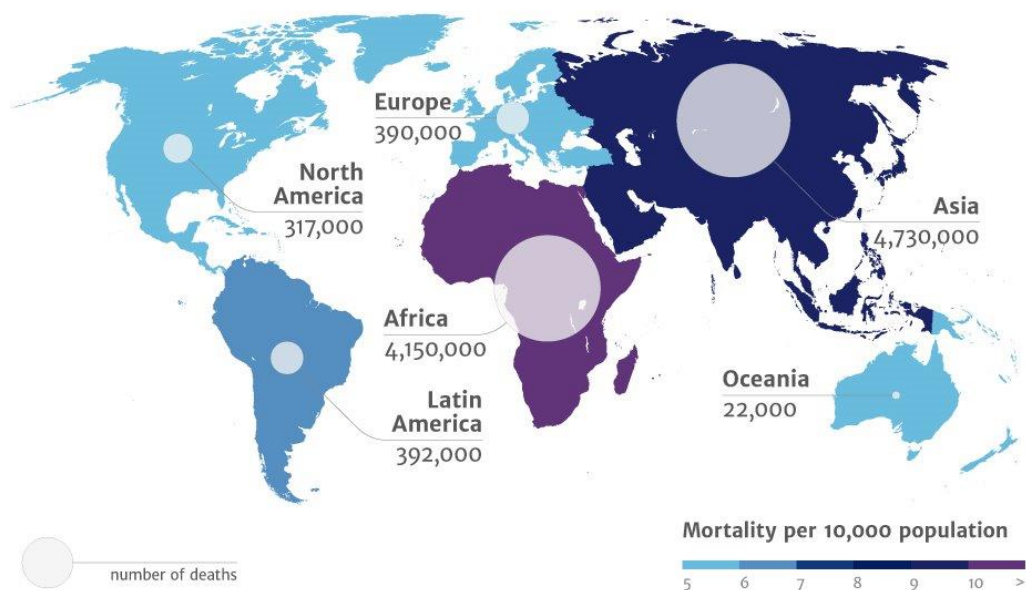 Europe
390,000
North
America
317,000
Asia
4,730,000
Africa
4,150,000
Oceania
22,000
Latin
America
392,000
Mortality per 10,000 population
number of deaths
5 6 7 8 9 10 >